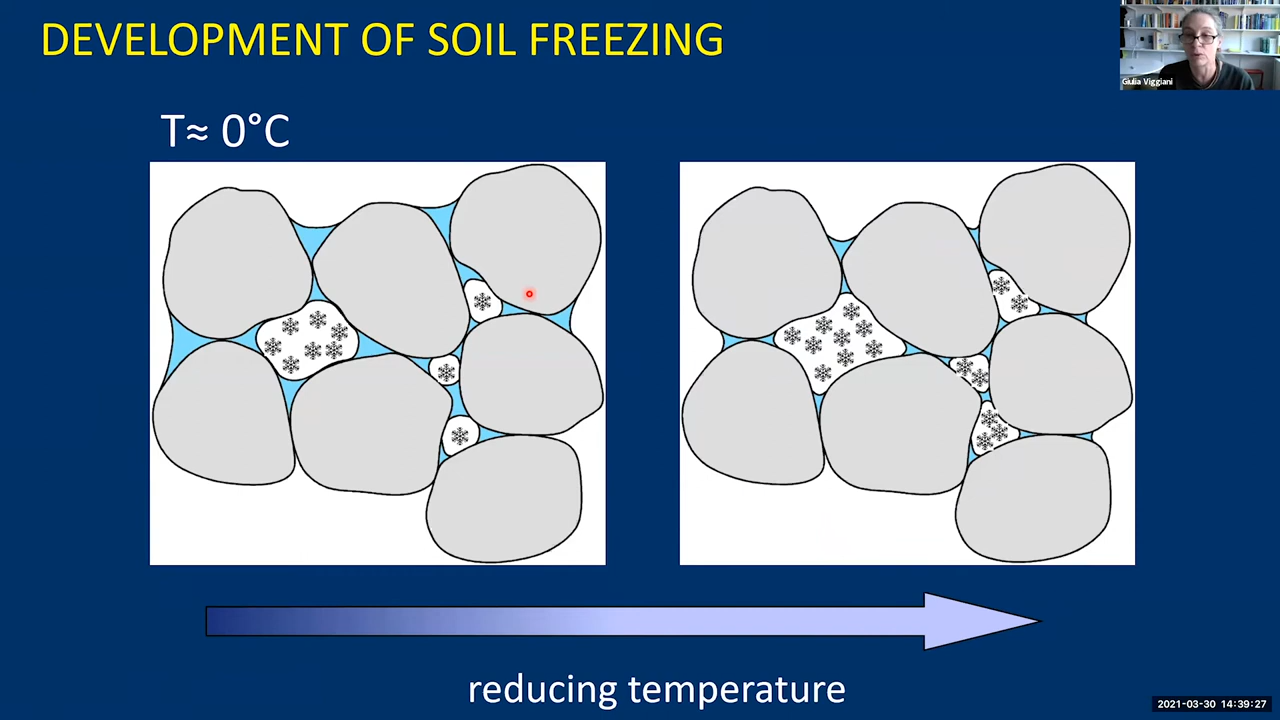 DEVELOPMENT OF SOIL FREEZING
Giulia Viggiani
T≈ 0°C
reducing temperature
2021-03-30 14:39:27